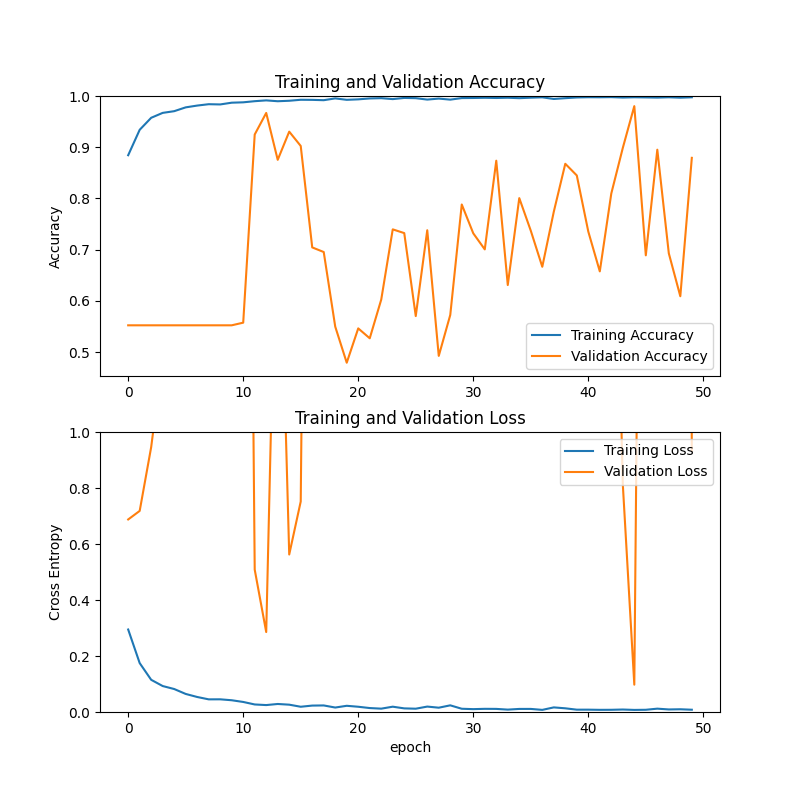 Training and Validation Accuracy
1.0
0.9
0.8
0.7
0.6
0.5
Accuracy
Training Accuracy
Validation Accuracy
0 10 20 30 40 50
Training and Validation Loss
1.0
0.8
0.6
0.4
0.2
0.0
Cross Entropy
Training Loss
Validation Loss
0 10 20 30 40 50
epoch